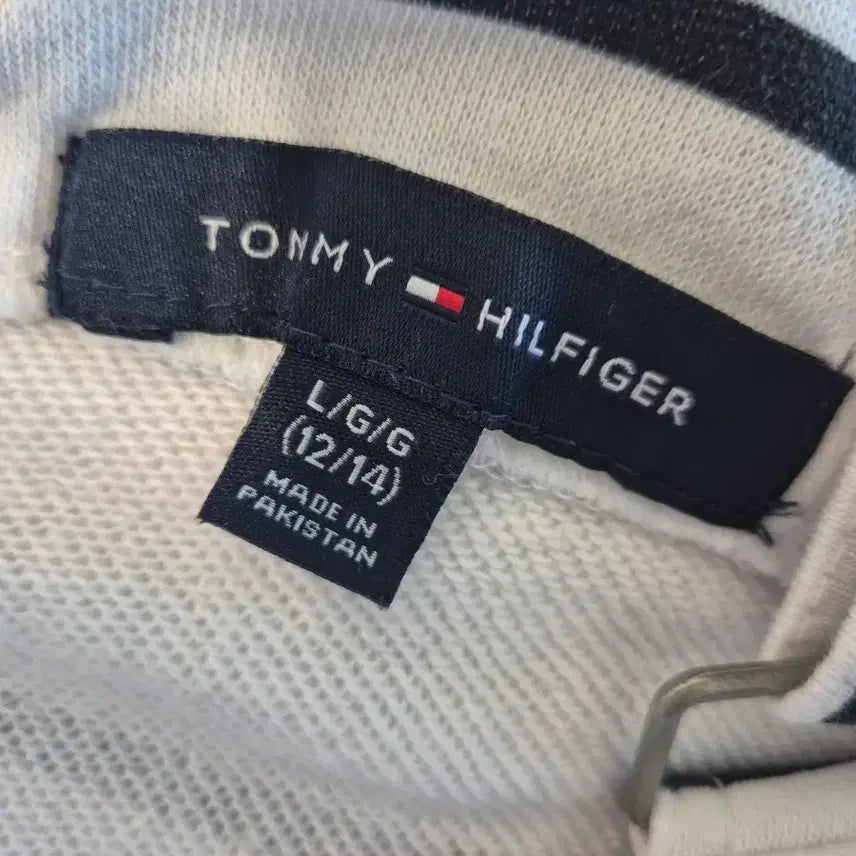 TOMMY HILFIGER
L/G/G
(12/14)
MADE IN
PAKISTAN